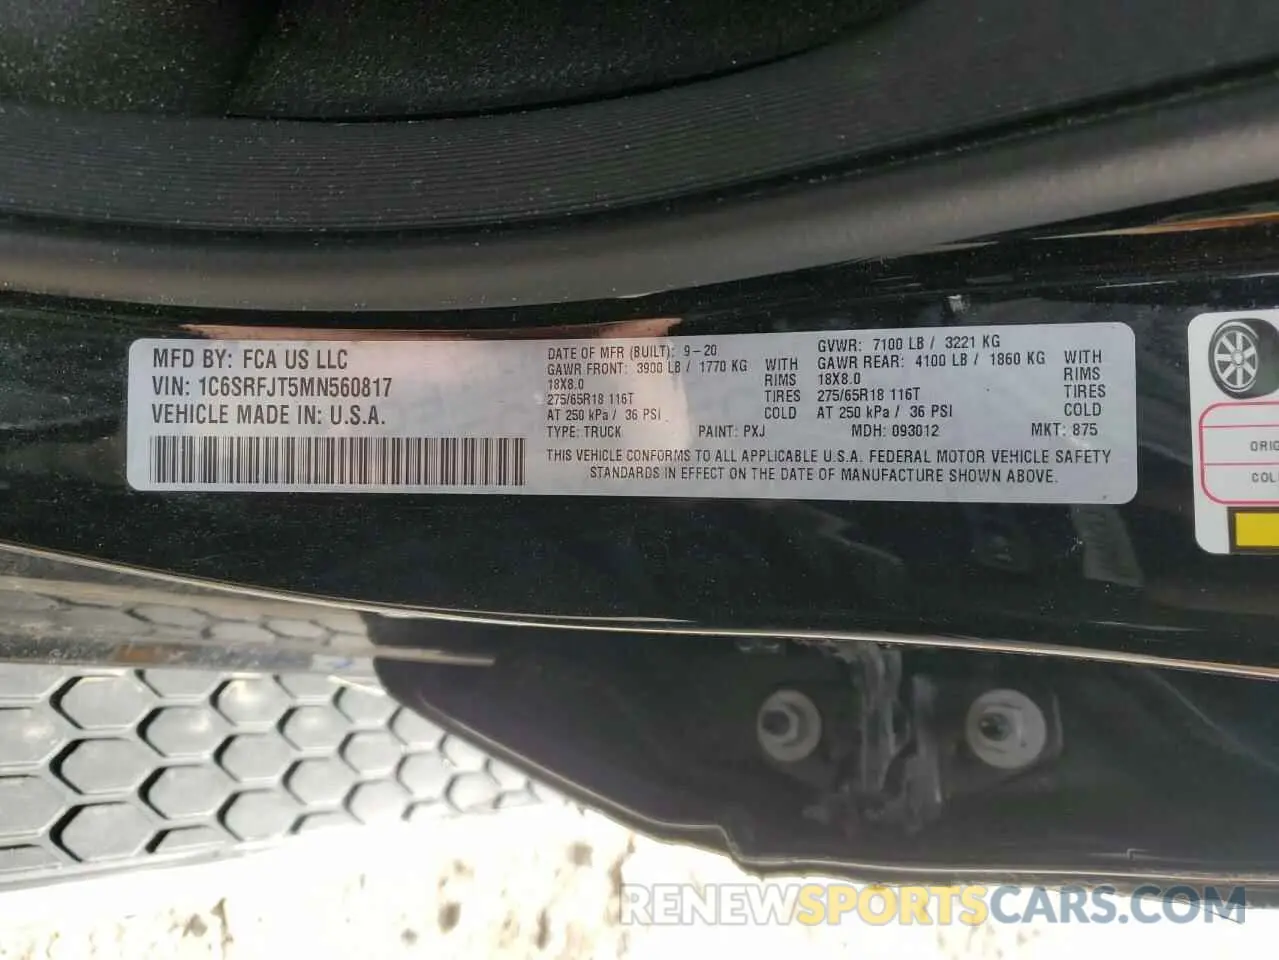 MFD BY: FCA US LLC
VIN: 1C6SRFJT5MN560817
VEHICLE MADE IN: U.S.A.
DATE OF MFR (BUILT): 9-20
GAWR FRONT: 3900 LB / 1770 KG WITH
18X8.0 RIMS
275/65R18 116T TIRES
AT 250 kPa / 36 PSI COLD
TYPE: TRUCK PAINT: PXJ
GVWR: 7100 LB / 3221 KG
GAWR REAR: 4100 LB / 1860 KG WITH
18X8.0 RIMS
275/65R18 116T TIRES
AT 250 kPa / 36 PSI COLD
MDH: 093012 MKT: 875
THIS VEHICLE CONFORMS TO ALL APPLICABLE U.S.A. FEDERAL MOTOR VEHICLE SAFETY
STANDARDS IN EFFECT ON THE DATE OF MANUFACTURE SHOWN ABOVE.
RENEWSPORTSCARS.COM